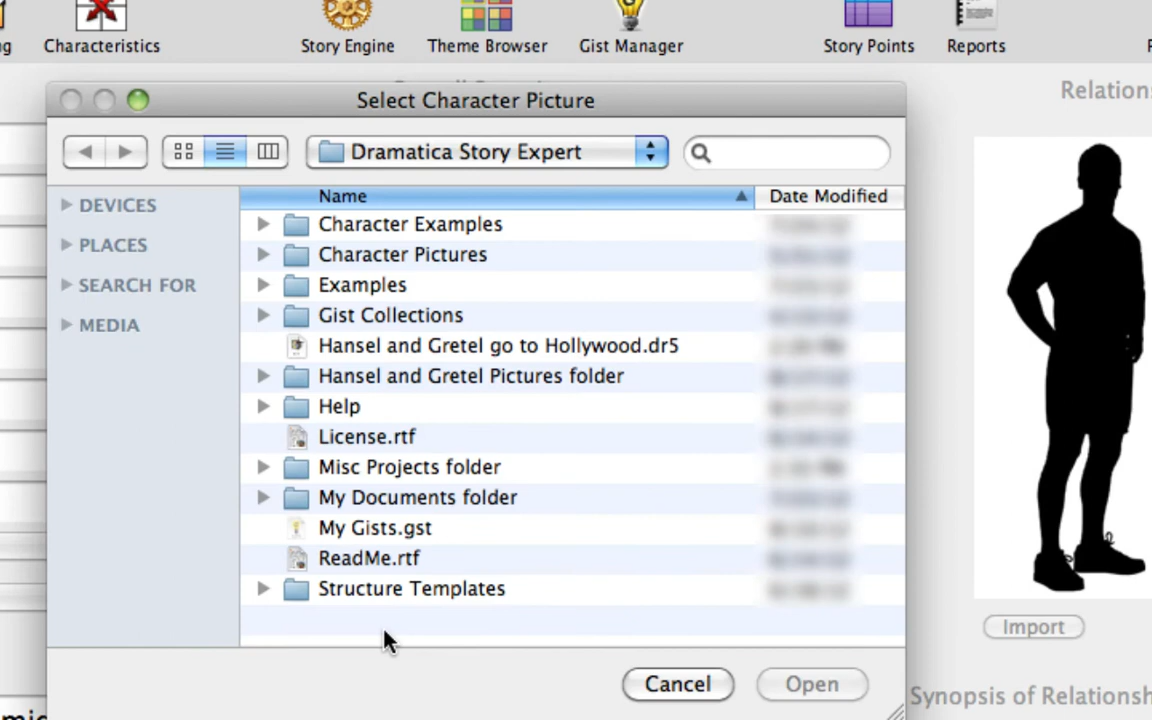 Characteristics
Story Engine
Theme Browser
Gist Manager
Story Points
Reports
Select Character Picture
Relations
Dramatica Story Expert
DEVICES
PLACES
SEARCH FOR
MEDIA
Name
Date Modified
Character Examples
Character Pictures
Examples
Gist Collections
Hansel and Gretel go to Hollywood.dr5
Hansel and Gretel Pictures folder
Help
License.rtf
Misc Projects folder
My Documents folder
My Gists.gst
ReadMe.rtf
Structure Templates
Import
Cancel
Open
Synopsis of Relationsh